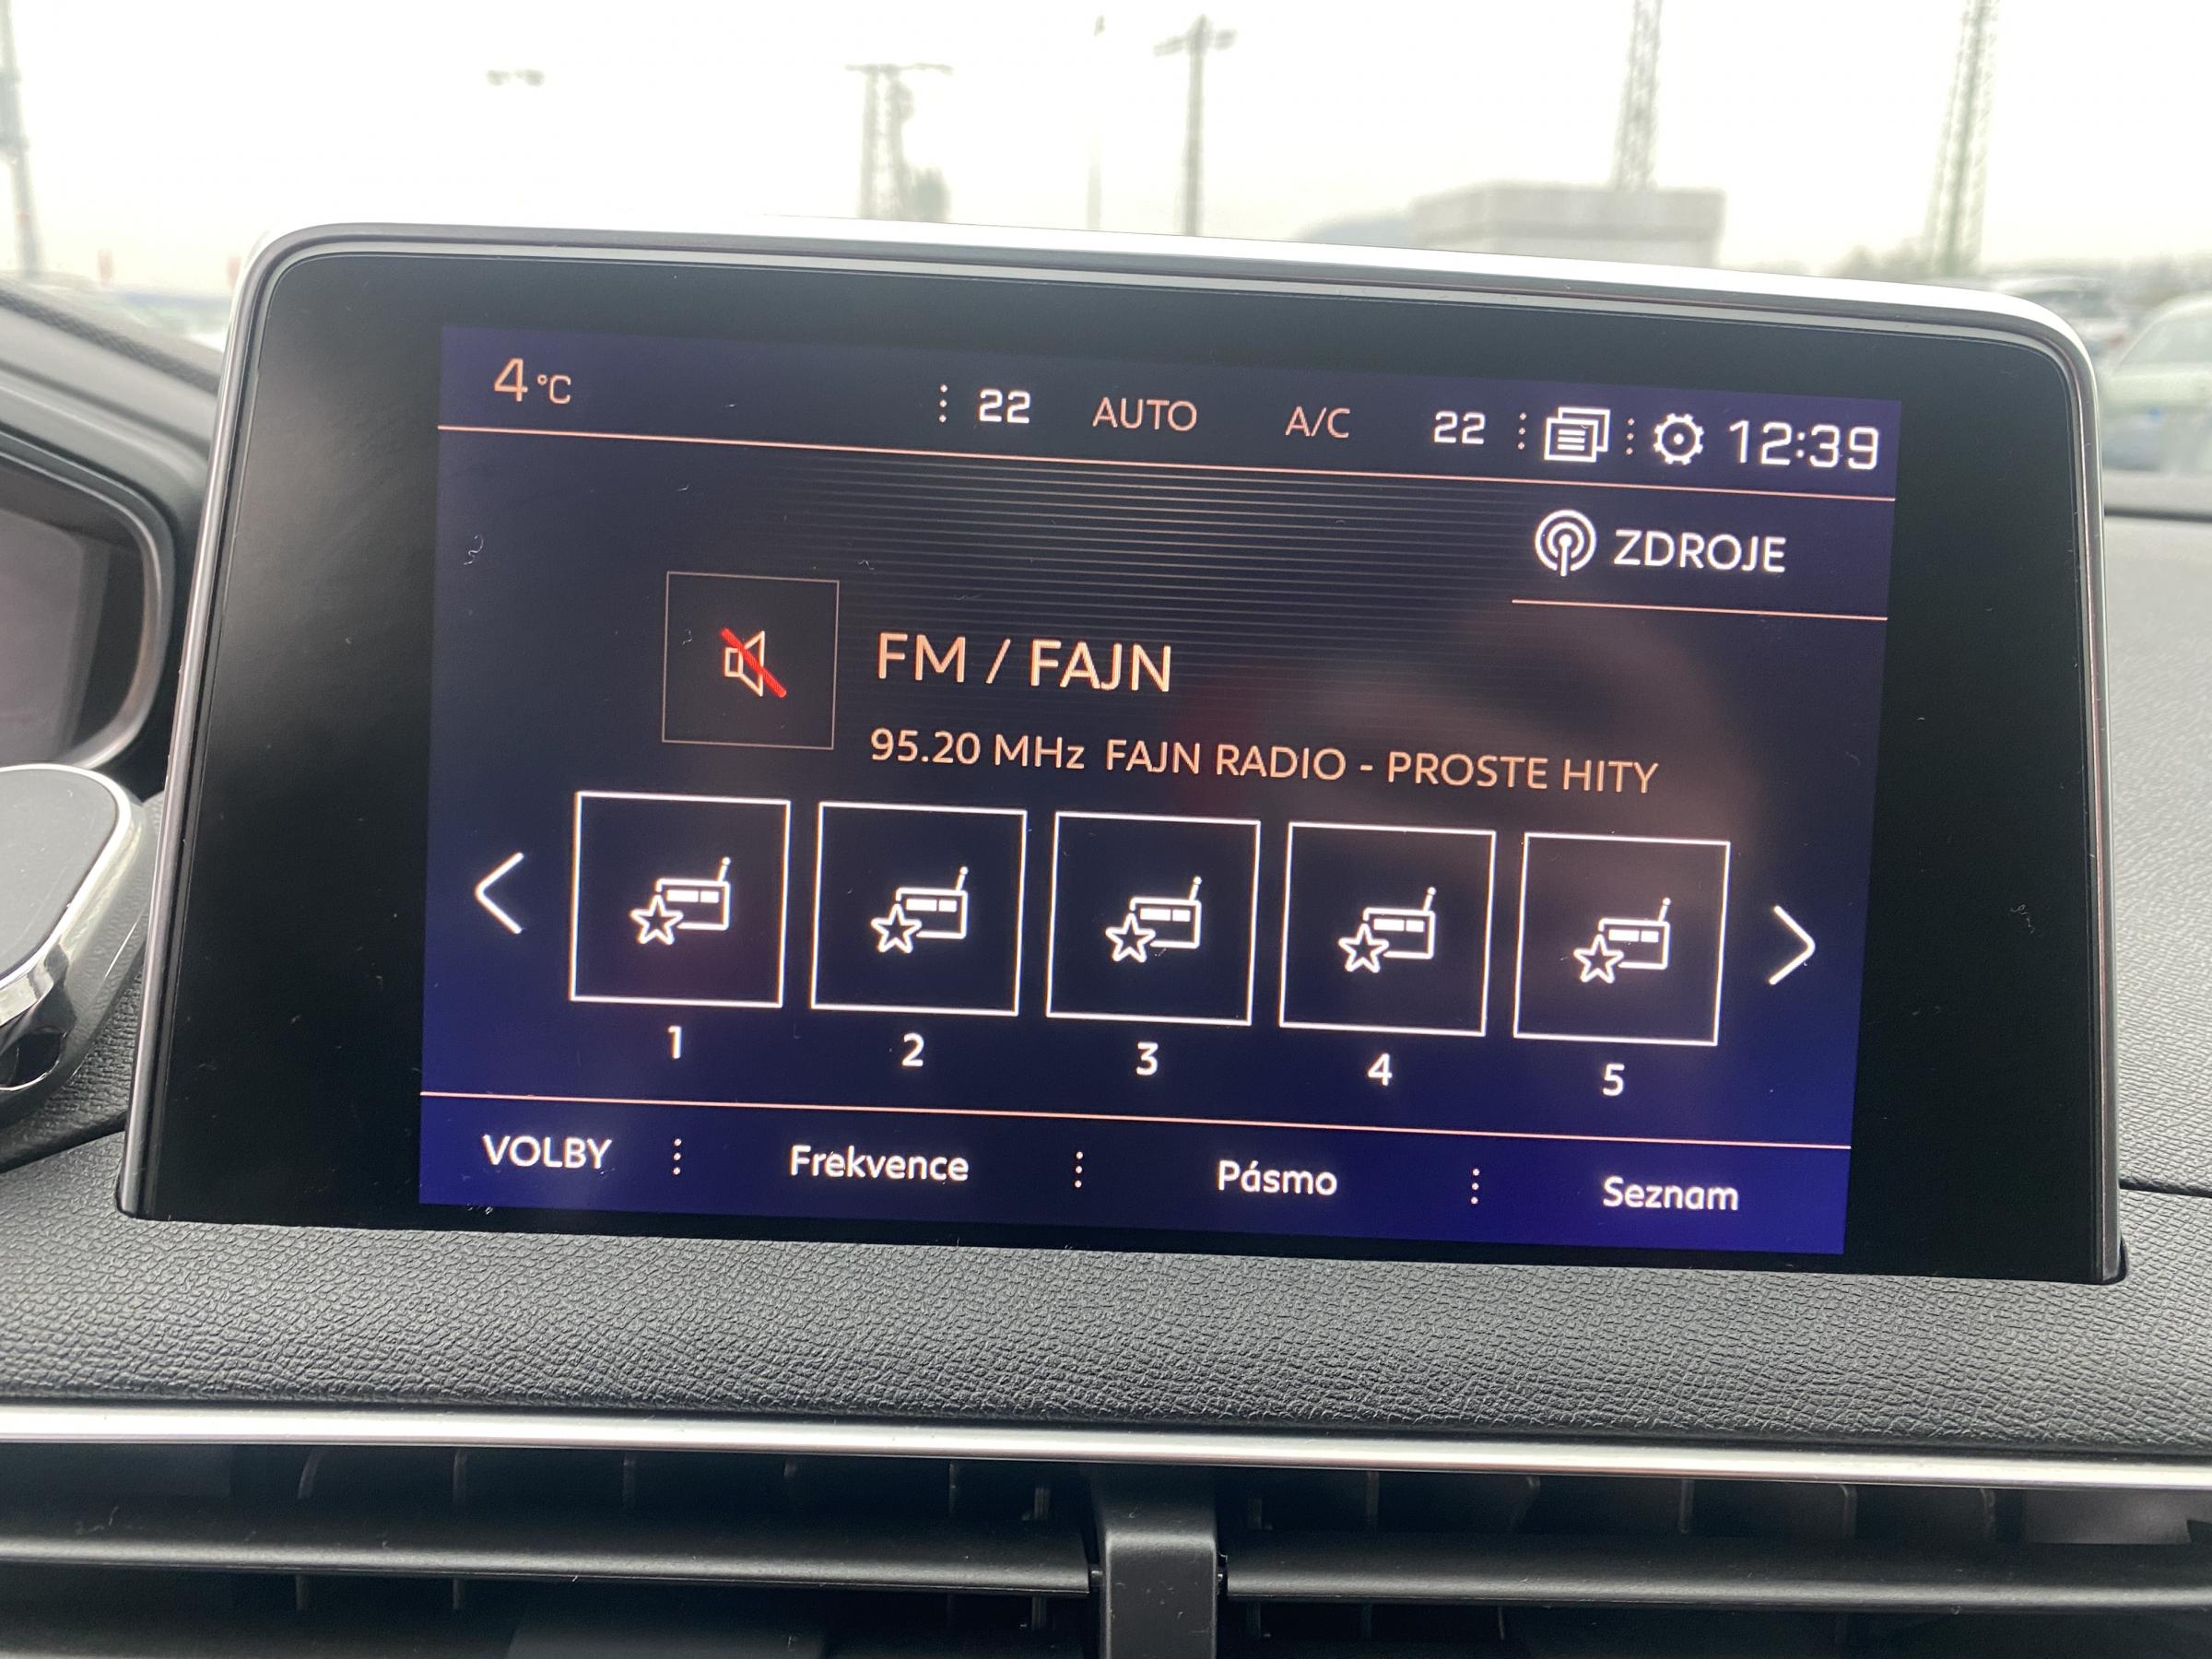 4 °C 22 AUTO A/C 22 12:39
ZDROJE
FM / FAJN
95.20 MHz FAJN RADIO - PROSTE HITY
1 2 3 4 5
VOLBY Frekvence Pásmo Seznam